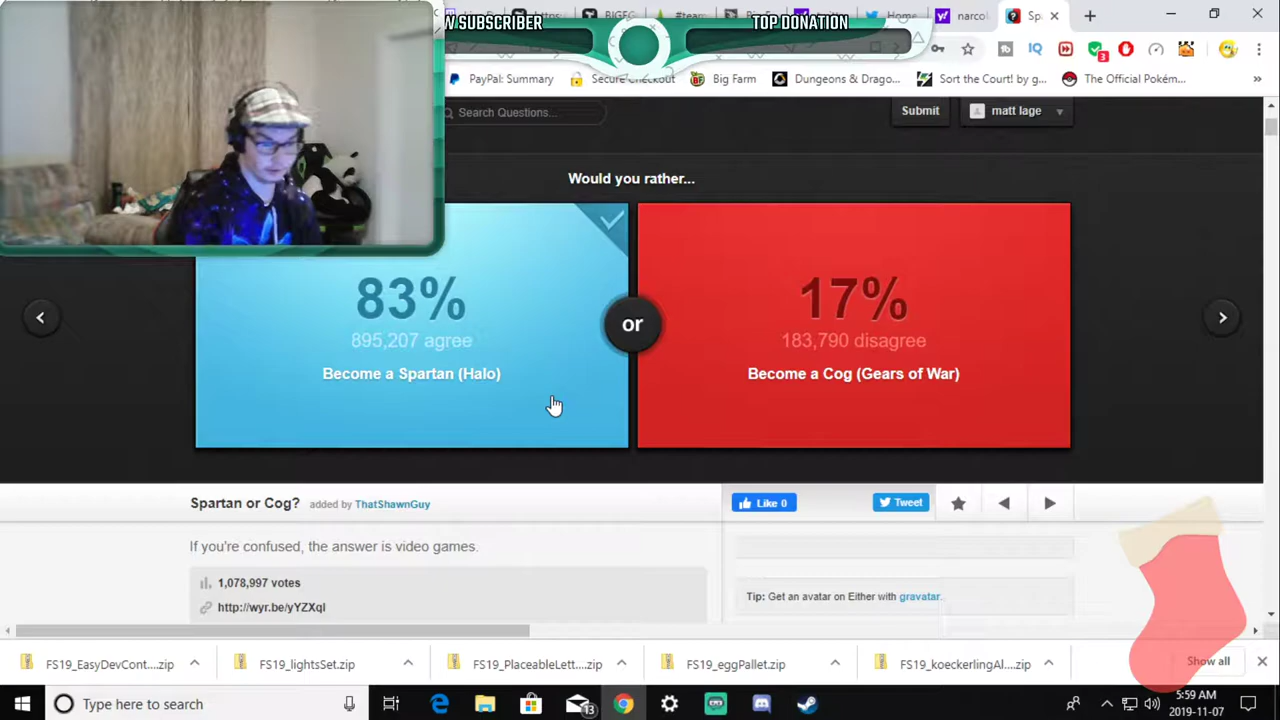 W SUBSCRIBER
TOP DONATION
Home
narcol
Sp
PayPal: Summary
Secure Checkout
Big Farm
Dungeons & Drago...
Sort the Court! by g...
The Official Pokém...
Search Questions...
Submit
matt lage
Would you rather...
83%
895,207 agree
Become a Spartan (Halo)
or
17%
183,790 disagree
Become a Cog (Gears of War)
Spartan or Cog? added by ThatShawnGuy
Like 0
Tweet
If you're confused, the answer is video games.
1,078,997 votes
http://wyr.be/yYZXqI
Tip: Get an avatar on Either with gravatar.
FS19_EasyDevCont....zip
FS19_lightsSet.zip
FS19_PlaceableLett....zip
FS19_eggPallet.zip
FS19_koeckerlingAl....zip
Show all
Type here to search
13
5:59 AM
2019-11-07